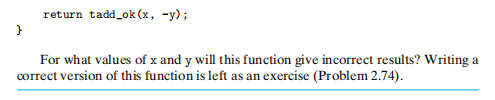 return tadd_ok(x, -y);
}
For what values of x and y will this function give incorrect results? Writing a
correct version of this function is left as an exercise (Problem 2.74).